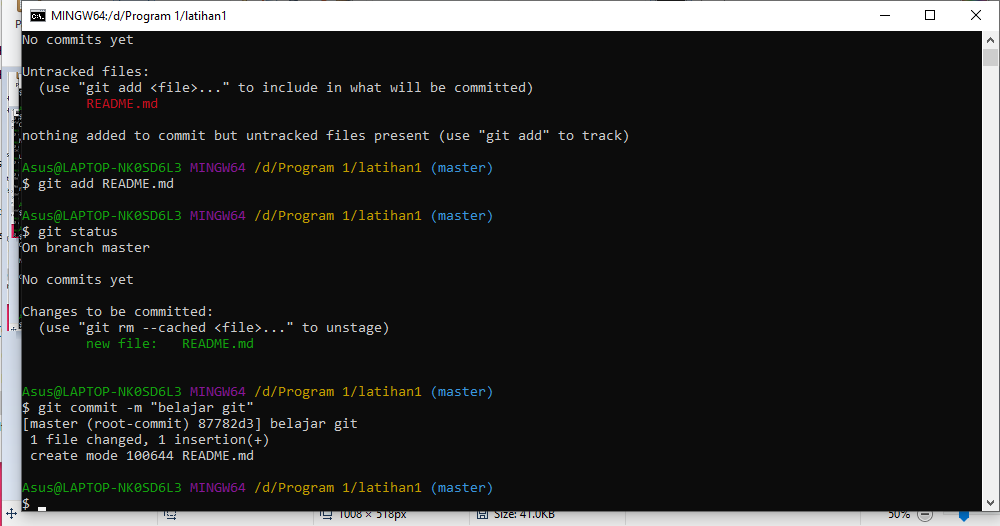 MINGW64:/d/Program 1/latihan1
No commits yet
Untracked files:
(use "git add <file>..." to include in what will be committed)
README.md
nothing added to commit but untracked files present (use "git add" to track)
Asus@LAPTOP-NK0SD6L3 MINGW64 /d/Program 1/latihan1 (master)
$ git add README.md
Asus@LAPTOP-NK0SD6L3 MINGW64 /d/Program 1/latihan1 (master)
$ git status
On branch master
No commits yet
Changes to be committed:
(use "git rm --cached <file>..." to unstage)
new file:   README.md
Asus@LAPTOP-NK0SD6L3 MINGW64 /d/Program 1/latihan1 (master)
$ git commit -m "belajar git"
[master (root-commit) 87782d3] belajar git
1 file changed, 1 insertion(+)
create mode 100644 README.md
Asus@LAPTOP-NK0SD6L3 MINGW64 /d/Program 1/latihan1 (master)
$
1008 × 518px
Size: 41.0KB
50%